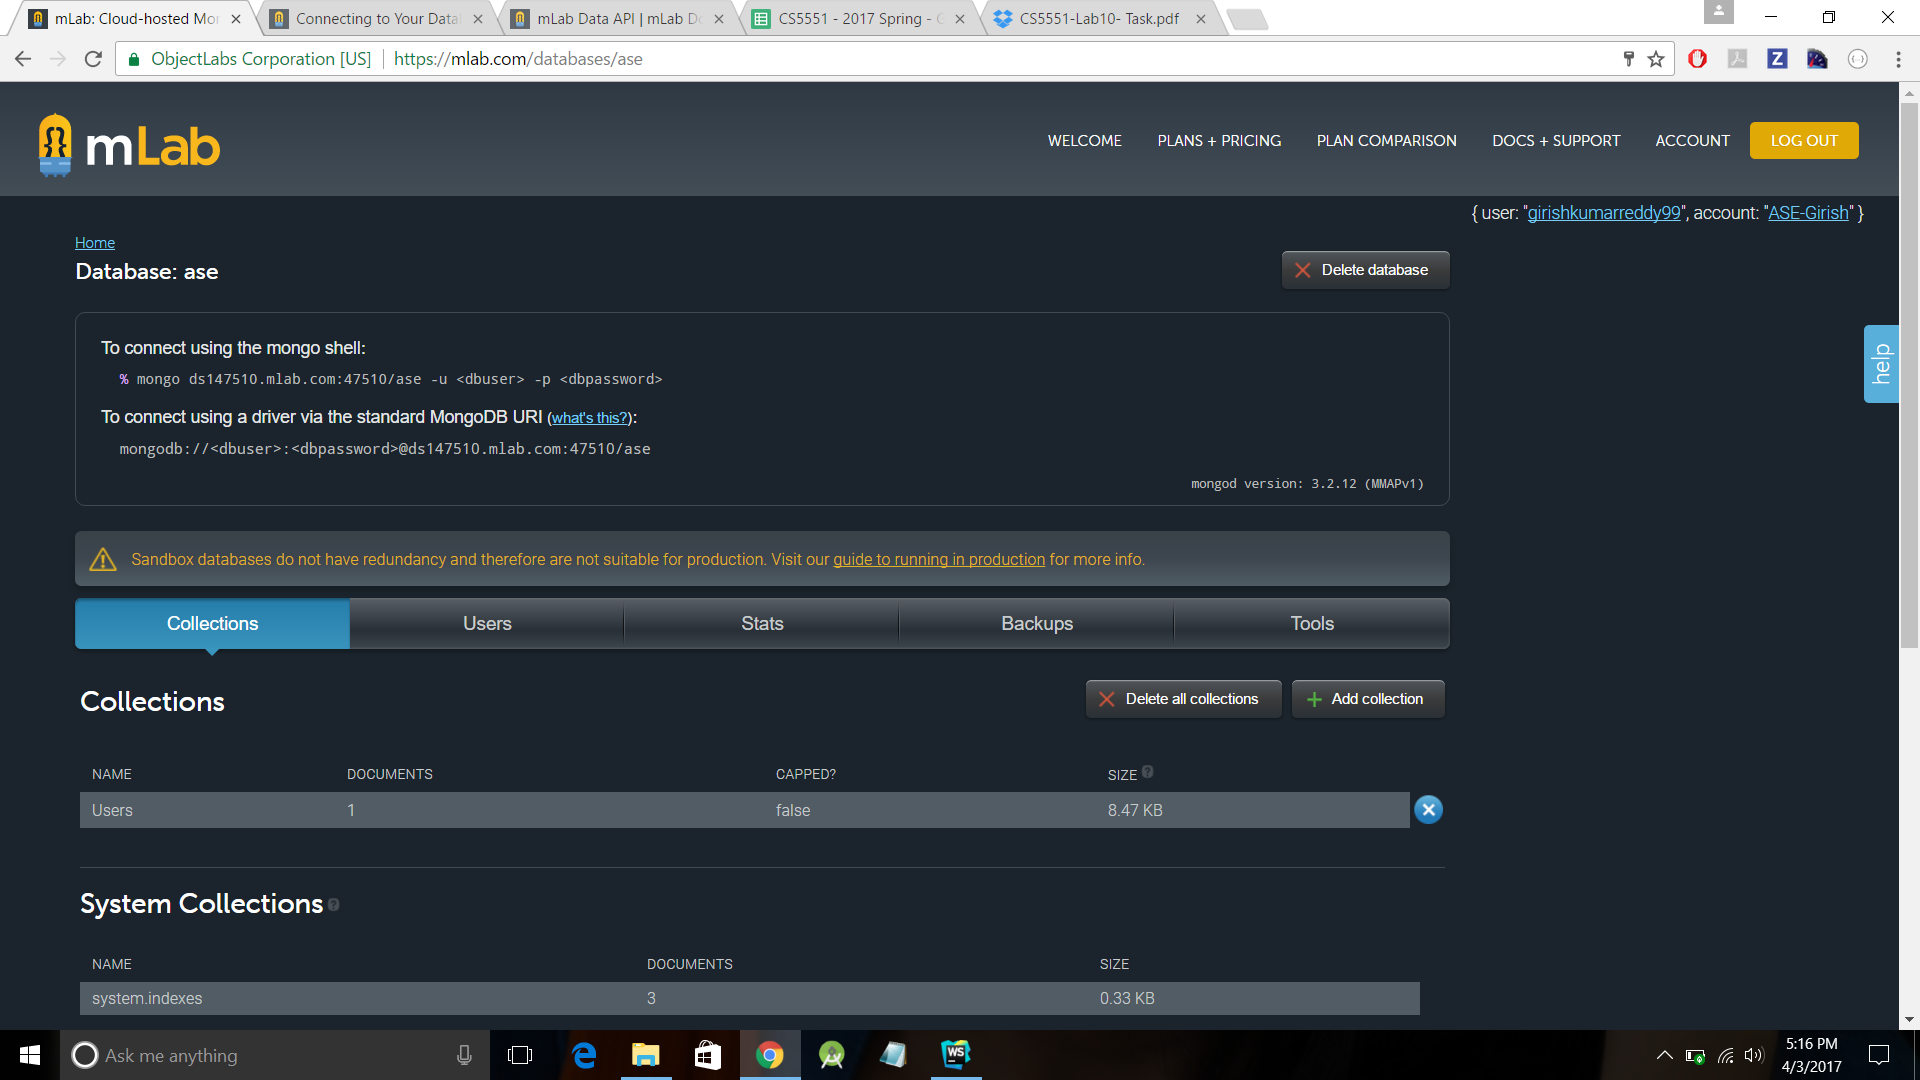 mLab: Cloud-hosted Mo
Connecting to Your Data
mLab Data API | mLab D
CS5551 - 2017 Spring -
CS5551-Lab10- Task.pdf
ObjectLabs Corporation [US] https://mlab.com/databases/ase
mLab
WELCOME PLANS + PRICING PLAN COMPARISON DOCS + SUPPORT ACCOUNT LOG OUT
{ user: "girishkumarreddy99", account: "ASE-Girish" }
Home
Database: ase
Delete database
help
To connect using the mongo shell:
% mongo ds147510.mlab.com:47510/ase -u <dbuser> -p <dbpassword>
To connect using a driver via the standard MongoDB URI (what's this?):
mongodb://<dbuser>:<dbpassword>@ds147510.mlab.com:47510/ase
mongod version: 3.2.12 (MMAPv1)
Sandbox databases do not have redundancy and therefore are not suitable for production. Visit our guide to running in production for more info.
Collections Users Stats Backups Tools
Collections
Delete all collections
Add collection
NAME DOCUMENTS CAPPED? SIZE ?
Users 1 false 8.47 KB
System Collections ?
NAME DOCUMENTS SIZE
system.indexes 3 0.33 KB
Ask me anything
WS
5:16 PM
4/3/2017